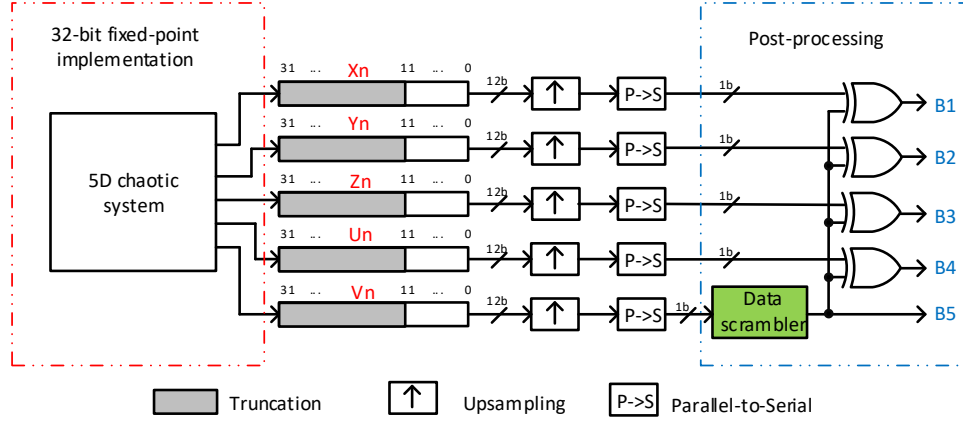 32-bit fixed-point
implementation
Post-processing
5D chaotic
system
31 ... Xn 11 ... 0
12b
P->S
1b
B1
31 ... Yn 11 ... 0
12b
P->S
1b
B2
31 ... Zn 11 ... 0
12b
P->S
1b
B3
31 ... Un 11 ... 0
12b
P->S
1b
B4
31 ... Vn 11 ... 0
12b
P->S
1b
Data
scrambler
B5
Truncation
Upsampling
P->S
Parallel-to-Serial